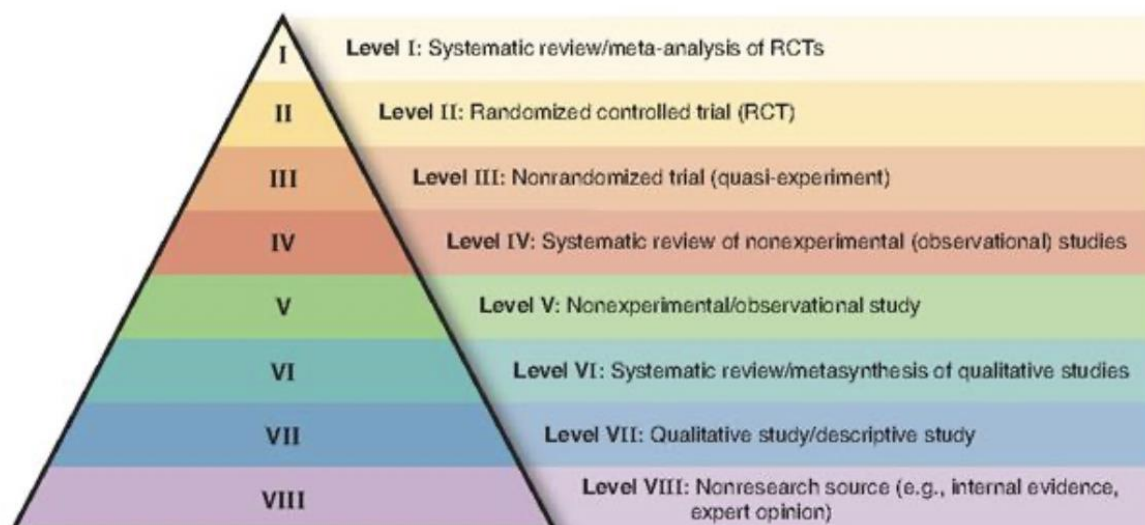 I
Level I: Systematic review/meta-analysis of RCTs
II
Level II: Randomized controlled trial (RCT)
III
Level III: Nonrandomized trial (quasi-experiment)
IV
Level IV: Systematic review of nonexperimental (observational) studies
V
Level V: Nonexperimental/observational study
VI
Level VI: Systematic review/metasynthesis of qualitative studies
VII
Level VII: Qualitative study/descriptive study
VIII
Level VIII: Nonresearch source (e.g., internal evidence,
expert opinion)